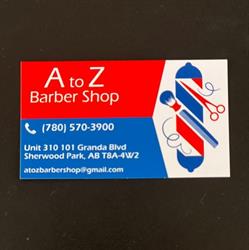 A to Z
Barber Shop
(780) 570-3900
Unit 310 101 Granda Blvd
Sherwood Park, AB T8A-4W2
atozbarbershop@gmail.com